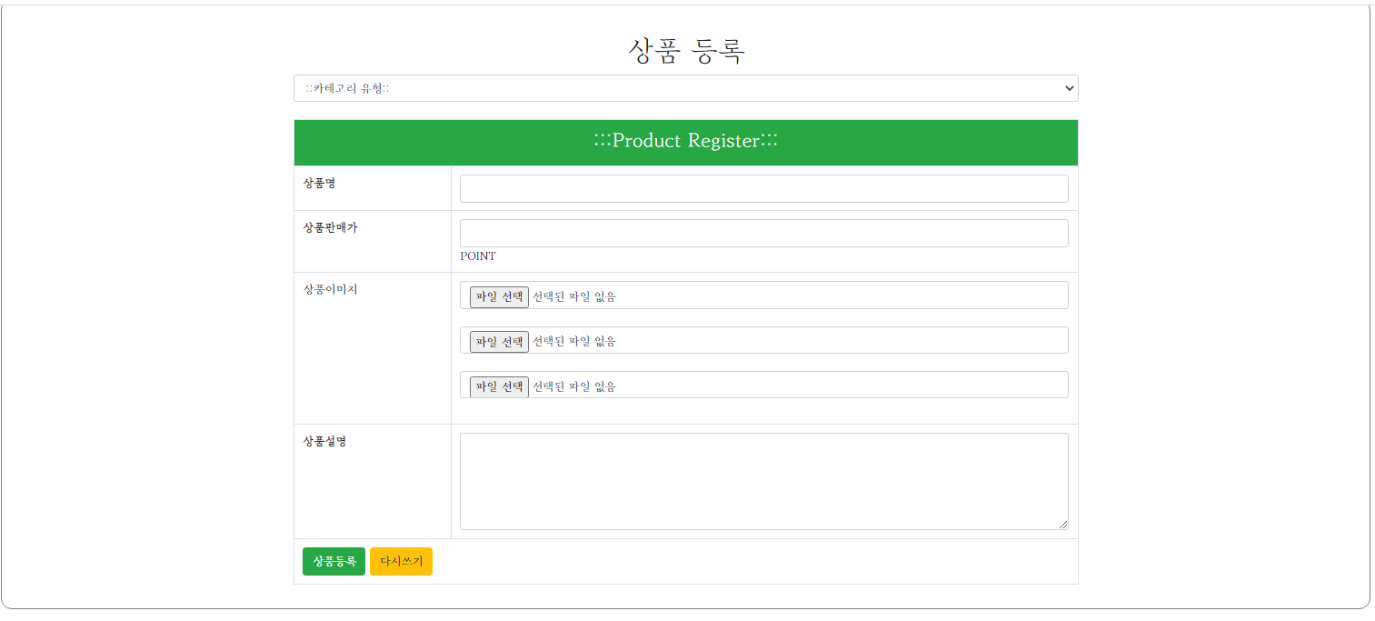 상품 등록
::카테고리 유형::
:::Product Register:::
상품명
상품판매가
POINT
상품이미지
파일 선택 선택된 파일 없음
파일 선택 선택된 파일 없음
파일 선택 선택된 파일 없음
상품설명
상품등록 다시쓰기